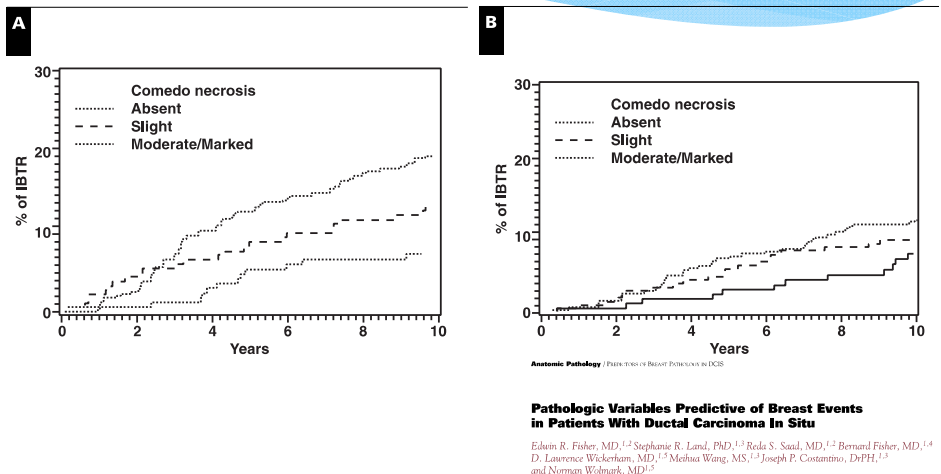 A
30
20
10
0
% of IBTR
Comedo necrosis
Absent
Slight
Moderate/Marked
0 2 4 6 8 10
Years
B
30
20
10
0
% of IBTR
Comedo necrosis
Absent
Slight
Moderate/Marked
0 2 4 6 8 10
Years
Anatomic Pathology / PREDICTORS OF BREAST PATHOLOGY IN DCIS
Pathologic Variables Predictive of Breast Events
in Patients With Ductal Carcinoma In Situ
Edwin R. Fisher, MD,1,2 Stephanie R. Land, PhD,1,3 Reda S. Saad, MD,1,2 Bernard Fisher, MD,1,4
D. Lawrence Wickerham, MD,1,5 Meihua Wang, MS,1,3 Joseph P. Costantino, DrPH,1,3
and Norman Wolmark, MD1,5